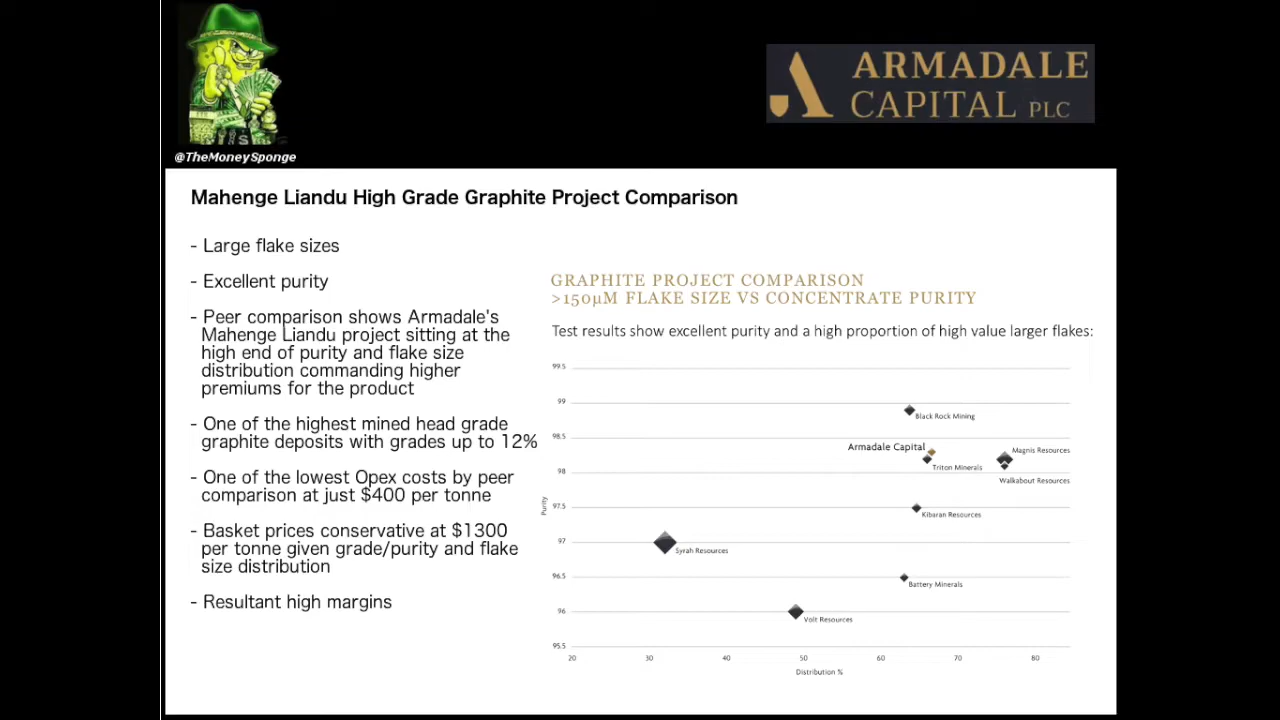 ARMADALE
CAPITAL PLC
@TheMoneySponge
Mahenge Liandu High Grade Graphite Project Comparison
- Large flake sizes
- Excellent purity
- Peer comparison shows Armadale's
Mahenge Liandu project sitting at the
high end of purity and flake size
distribution commanding higher
premiums for the product
- One of the highest mined head grade
graphite deposits with grades up to 12%
- One of the lowest Opex costs by peer
comparison at just $400 per tonne
- Basket prices conservative at $1300
per tonne given grade/purity and flake
size distribution
- Resultant high margins
GRAPHITE PROJECT COMPARISON
>150µM FLAKE SIZE VS CONCENTRATE PURITY
Test results show excellent purity and a high proportion of high value larger flakes:
99.5
99
Black Rock Mining
98.5
Armadale Capital
Magnis Resources
Triton Minerals
98
Walkabout Resources
97.5
Kibaran Resources
Purity
97
Syrah Resources
96.5
Battery Minerals
96
Volt Resources
95.5
20 30 40 50 60 70 80
Distribution %